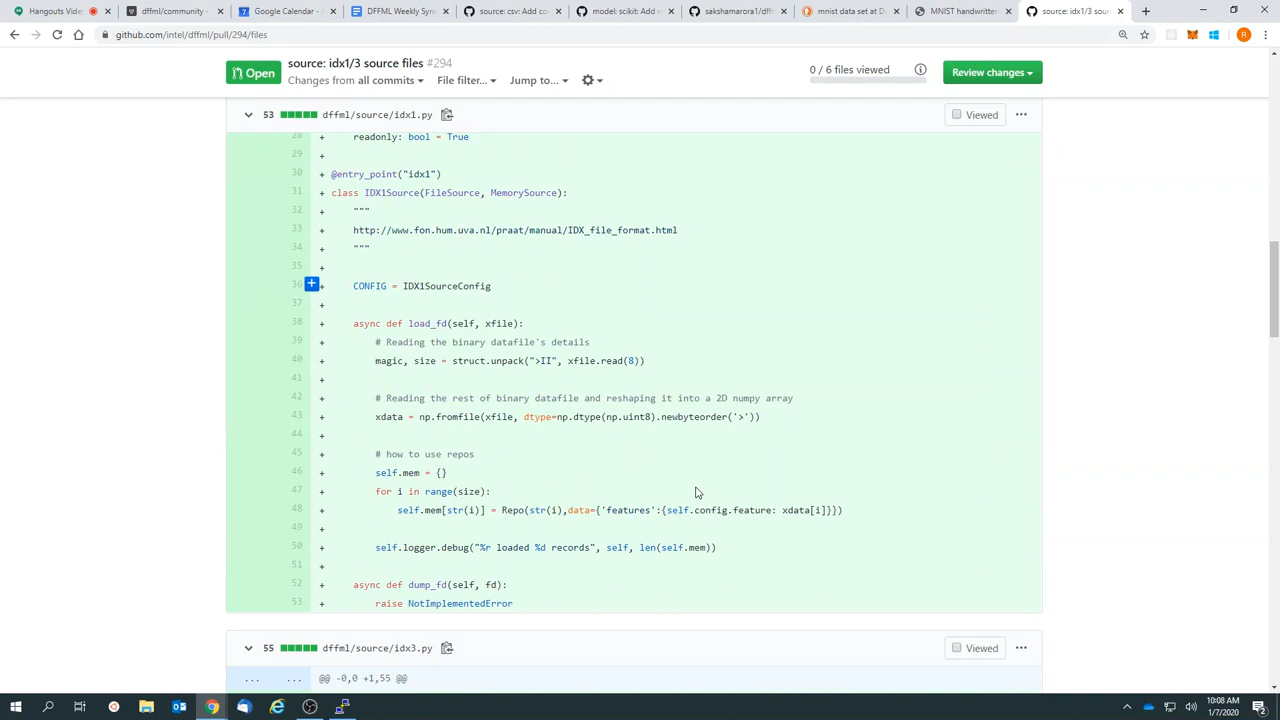 Hangouts Video
dffml/community ·
Google Calendar -
DFFML Weekly Sync
source: csv: Add co
model: scikit: Add n
sakshamarora1/dffm
mnist data set at D
MNIST handwritten
source: idx1/3 sourc
github.com/intel/dffml/pull/294/files
R
Open
source: idx1/3 source files #294
Changes from all commits
File filter...
Jump to...
0 / 6 files viewed
Review changes
53 dffml/source/idx1.py
Viewed
28 + readonly: bool = True
29 +
30 + @entry_point("idx1")
31 + class IDX1Source(FileSource, MemorySource):
32 + """
33 + http://www.fon.hum.uva.nl/praat/manual/IDX_file_format.html
34 + """
35 +
36 + CONFIG = IDX1SourceConfig
37 +
38 + async def load_fd(self, xfile):
39 + # Reading the binary datafile's details
40 + magic, size = struct.unpack(">II", xfile.read(8))
41 +
42 + # Reading the rest of binary datafile and reshaping it into a 2D numpy array
43 + xdata = np.fromfile(xfile, dtype=np.dtype(np.uint8).newbyteorder('>'))
44 +
45 + # how to use repos
46 + self.mem = {}
47 + for i in range(size):
48 + self.mem[str(i)] = Repo(str(i),data={'features':{self.config.feature: xdata[i]}})
49 +
50 + self.logger.debug("%r loaded %d records", self, len(self.mem))
51 +
52 + async def dump_fd(self, fd):
53 + raise NotImplementedError
55 dffml/source/idx3.py
Viewed
... ... @@ -0,0 +1,55 @@
10:08 AM
1/7/2020
2